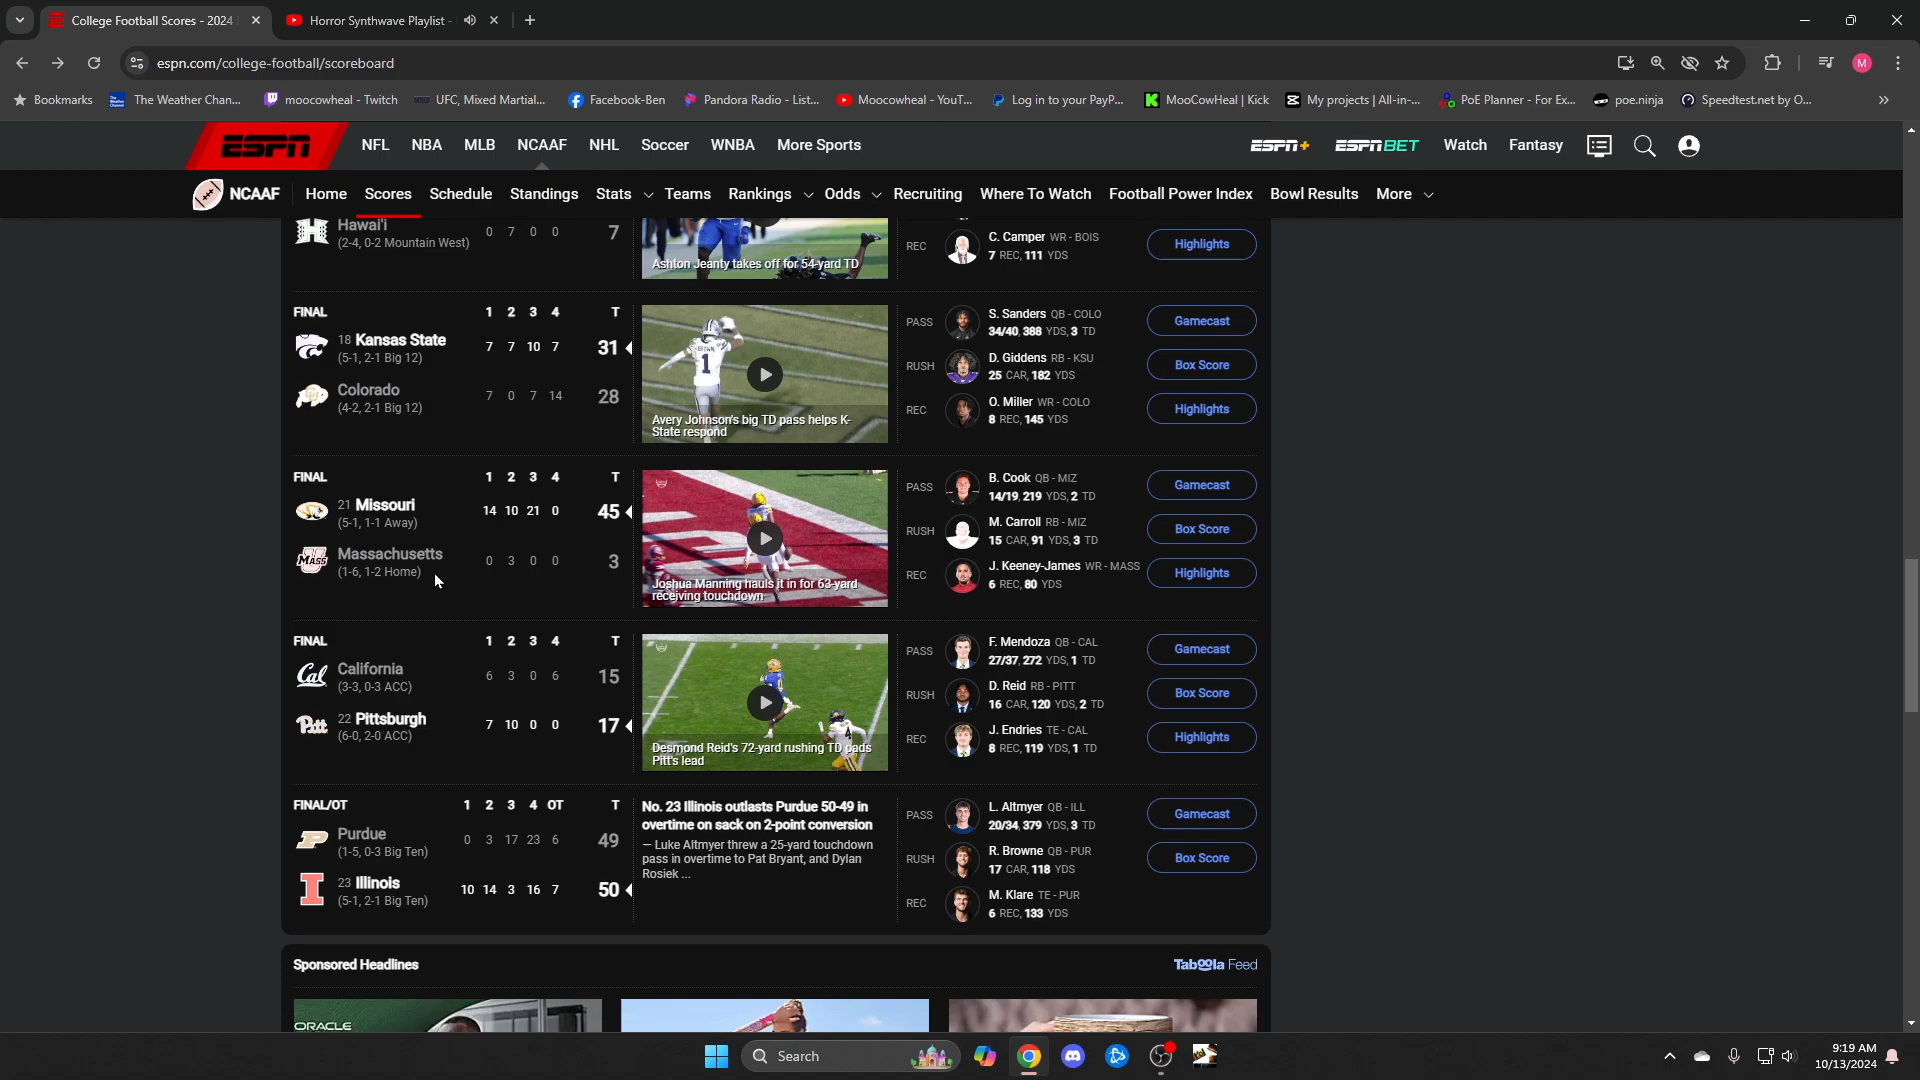 College Football Scores - 2024
Horror Synthwave Playlist -
espn.com/college-football/scoreboard
M
Bookmarks
The Weather Chan...
moocowheal - Twitch
UFC, Mixed Martial...
Facebook-Ben
Pandora Radio - List...
Moocowheal - YouT...
Log in to your PayP...
MooCowHeal | Kick
My projects | All-in-...
PoE Planner - For Ex...
poe.ninja
Speedtest.net by O...
ESPN NFL NBA MLB NCAAF NHL Soccer WNBA More Sports
ESPN+ ESPN BET Watch Fantasy
NCAAF Home Scores Schedule Standings Stats Teams Rankings Odds Recruiting Where To Watch Football Power Index Bowl Results More
Hawai'i 0 7 0 0 7
(2-4, 0-2 Mountain West)
Ashton Jeanty takes off for 54-yard TD
REC C. Camper WR - BOIS
7 REC, 111 YDS
Highlights
FINAL 1 2 3 4 T
18 Kansas State 7 7 10 7 31
(5-1, 2-1 Big 12)
Colorado 7 0 7 14 28
(4-2, 2-1 Big 12)
BROWN
1
Avery Johnson's big TD pass helps K-
State respond
PASS S. Sanders QB - COLO
34/40, 388 YDS, 3 TD
RUSH D. Giddens RB - KSU
25 CAR, 182 YDS
REC O. Miller WR - COLO
8 REC, 145 YDS
Gamecast
Box Score
Highlights
FINAL 1 2 3 4 T
21 Missouri 14 10 21 0 45
(5-1, 1-1 Away)
MASS Massachusetts 0 3 0 0 3
(1-6, 1-2 Home)
Joshua Manning hauls it in for 63-yard
receiving touchdown
PASS B. Cook QB - MIZ
14/19, 219 YDS, 2 TD
RUSH M. Carroll RB - MIZ
15 CAR, 91 YDS, 3 TD
REC J. Keeney-James WR - MASS
6 REC, 80 YDS
Gamecast
Box Score
Highlights
FINAL 1 2 3 4 T
Cal California 6 3 0 6 15
(3-3, 0-3 ACC)
Pitt 22 Pittsburgh 7 10 0 0 17
(6-0, 2-0 ACC)
Desmond Reid's 72-yard rushing TD pads
Pitt's lead
PASS F. Mendoza QB - CAL
27/37, 272 YDS, 1 TD
RUSH D. Reid RB - PITT
16 CAR, 120 YDS, 2 TD
REC J. Endries TE - CAL
8 REC, 119 YDS, 1 TD
Gamecast
Box Score
Highlights
FINAL/OT 1 2 3 4 OT T
Purdue 0 3 17 23 6 49
(1-5, 0-3 Big Ten)
23 Illinois 10 14 3 16 7 50
(5-1, 2-1 Big Ten)
No. 23 Illinois outlasts Purdue 50-49 in
overtime on sack on 2-point conversion
— Luke Altmyer threw a 25-yard touchdown
pass in overtime to Pat Bryant, and Dylan
Rosiek ...
PASS L. Altmyer QB - ILL
20/34, 379 YDS, 3 TD
RUSH R. Browne QB - PUR
17 CAR, 118 YDS
REC M. Klare TE - PUR
6 REC, 133 YDS
Gamecast
Box Score
Sponsored Headlines
Taboola Feed
ORACLE
Search
9:19 AM
10/13/2024